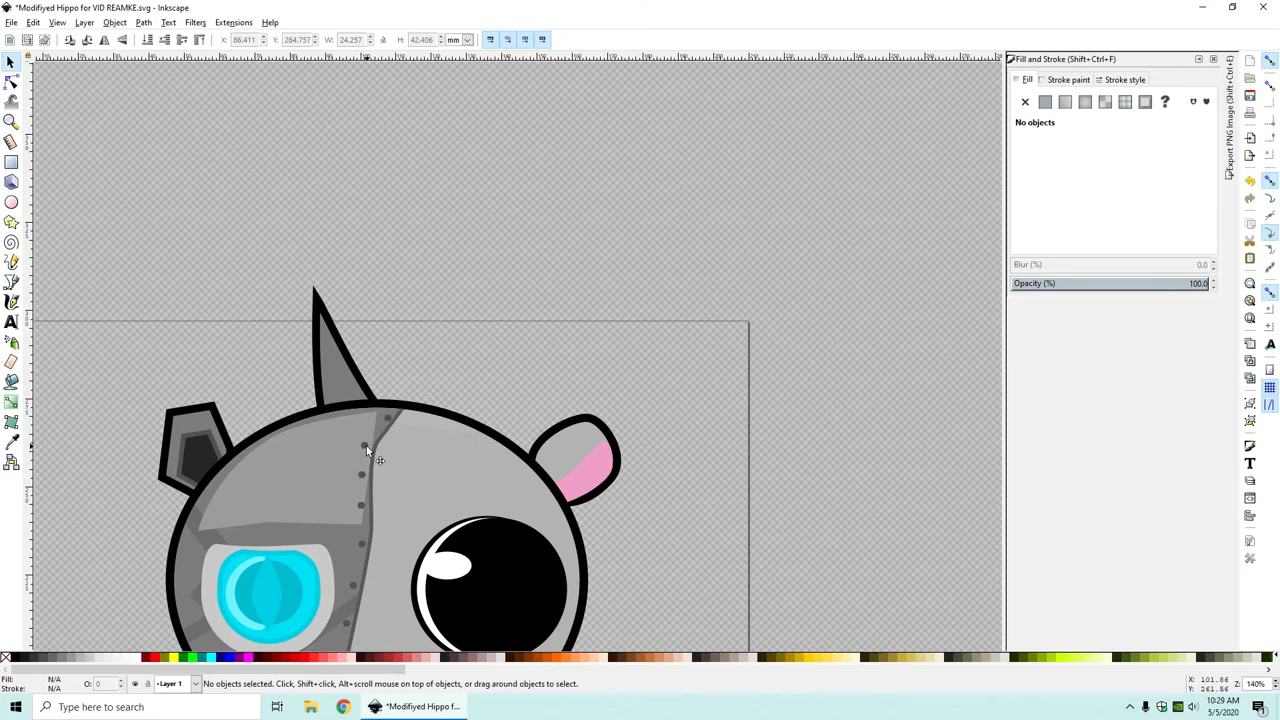 *Modifiyed Hippo for VID REAMKE.svg - Inkscape
File Edit View Layer Object Path Text Filters Extensions Help
X: 86.411 Y: 264.757 W: 24.257 H: 42.406 mm
Fill and Stroke (Shift+Ctrl+F)
Fill Stroke paint Stroke style
No objects
Blur (%) 0.0
Opacity (%) 100.0
Export PNG Image (Shift+Ctrl+E)
Fill: N/A
Stroke: N/A
O: 0
•Layer 1
No objects selected. Click, Shift+click, Alt+scroll mouse on top of objects, or drag around objects to select.
X: 101.86
Y: 261.56
Z: 140%
Type here to search
*Modifiyed Hippo f...
10:29 AM
5/5/2020